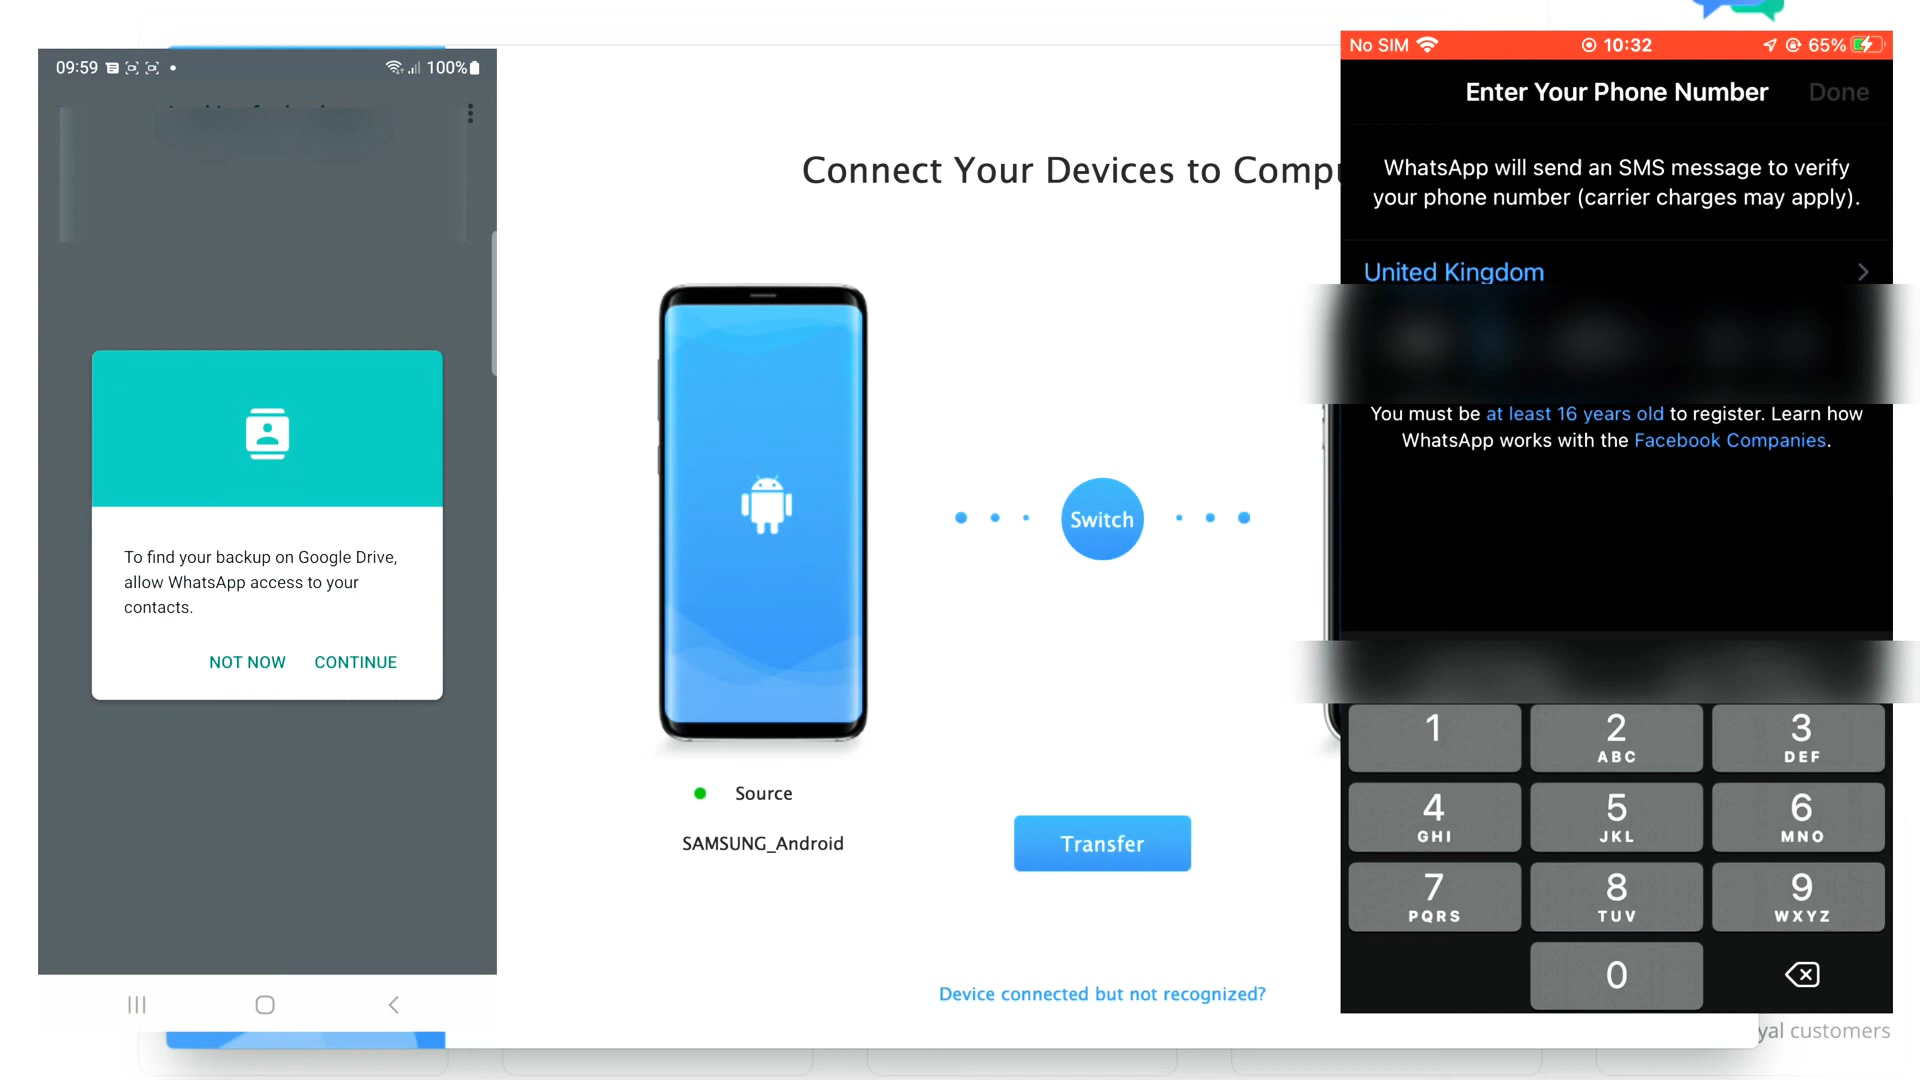 09:59
100%
To find your backup on Google Drive,
allow WhatsApp access to your
contacts.
NOT NOW CONTINUE
Connect Your Devices to
Switch
Source
SAMSUNG_Android
Transfer
Device connected but not recognized?
No SIM 10:32 65%
Enter Your Phone Number Done
WhatsApp will send an SMS message to verify
your phone number (carrier charges may apply).
United Kingdom
You must be at least 16 years old to register. Learn how
WhatsApp works with the Facebook Companies.
1
2 ABC
3 DEF
4 GHI
5 JKL
6 MNO
7 PQRS
8 TUV
9 WXYZ
0
customers